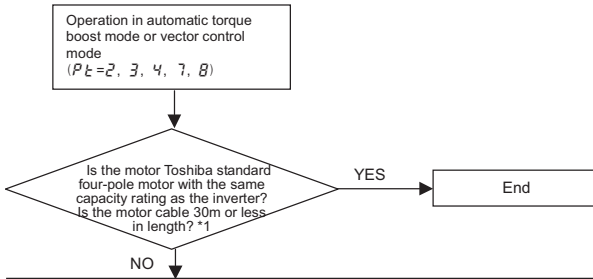 Operation in automatic torque
boost mode or vector control
mode
(Pt=2, 3, 4, 7, 8)
Is the motor Toshiba standard
four-pole motor with the same
capacity rating as the inverter?
Is the motor cable 30m or less
in length? *1
YES
End
NO